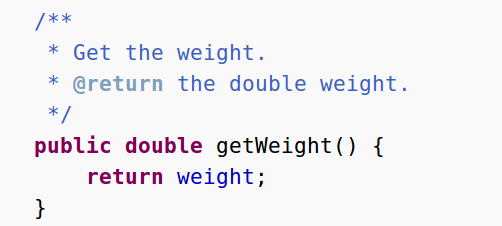 /**
 * Get the weight.
 * @return the double weight.
 */
public double getWeight() {
    return weight;
}